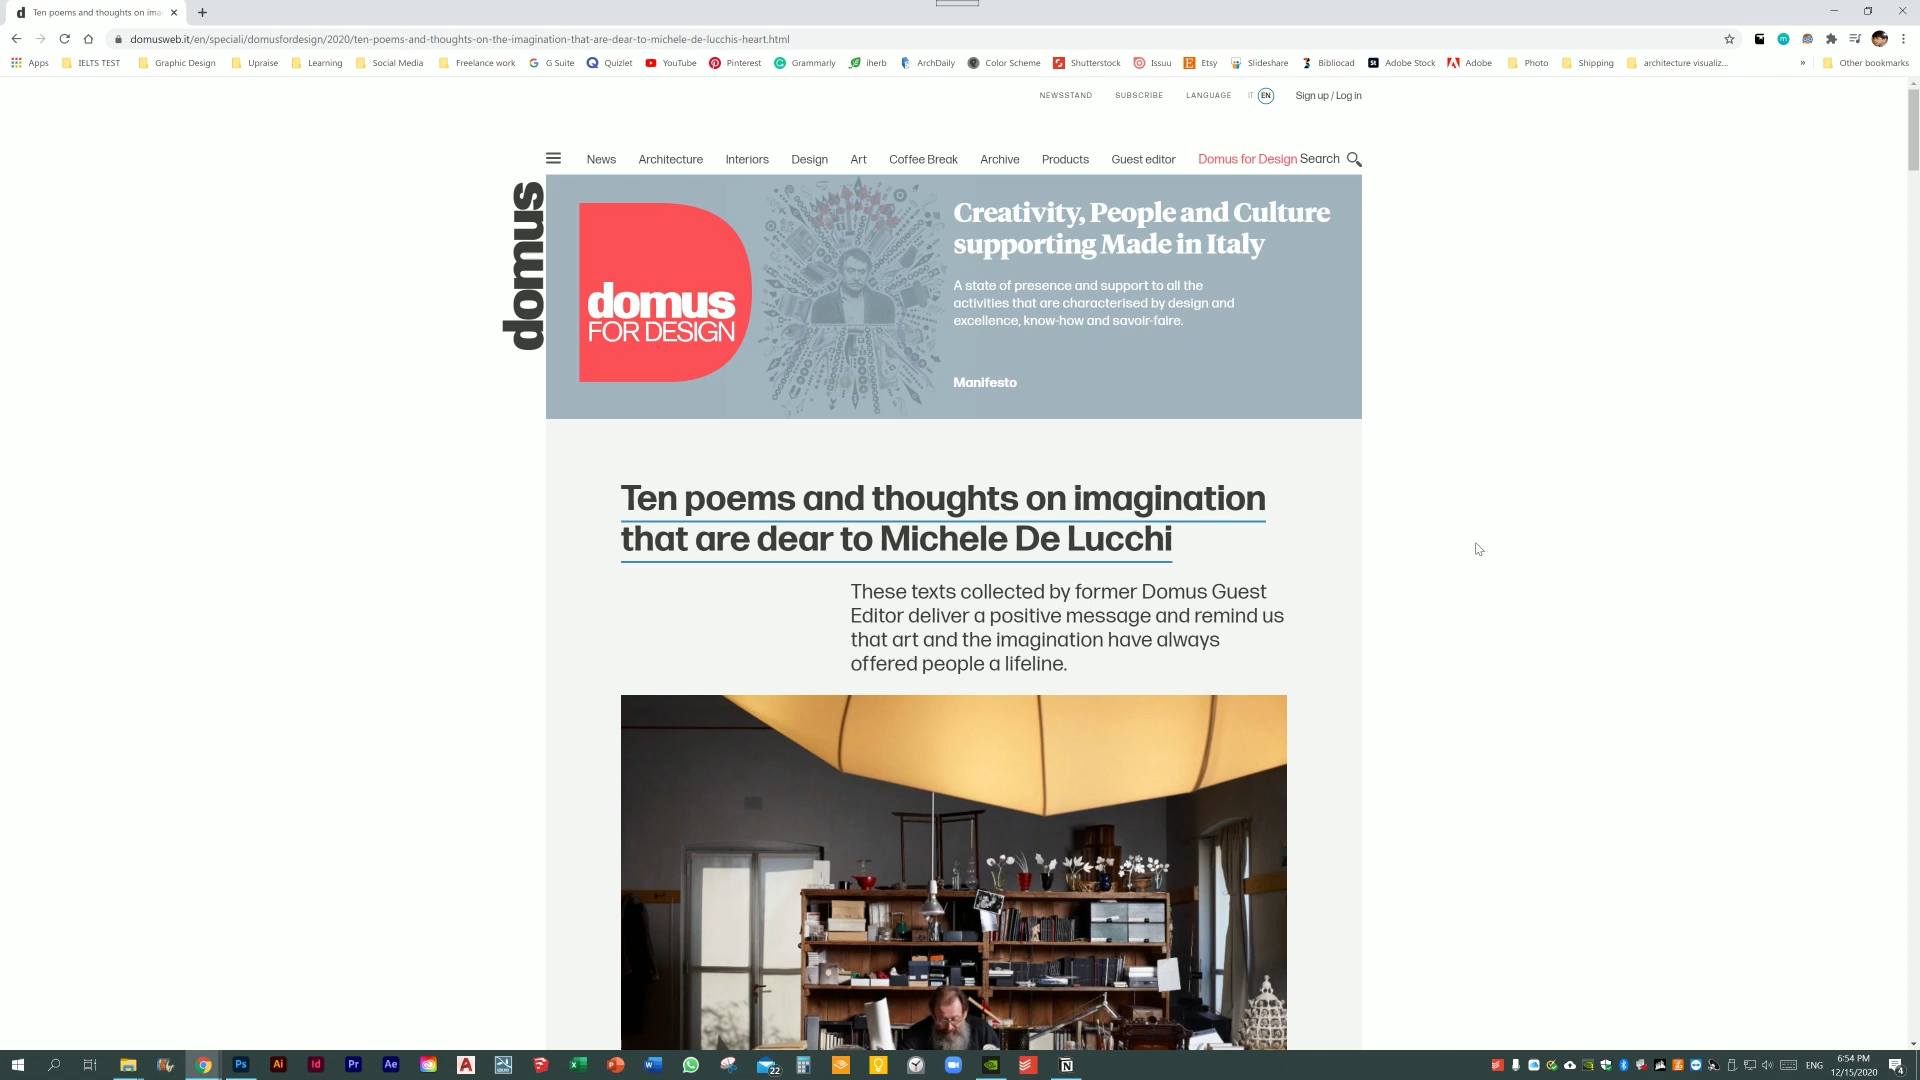 Ten poems and thoughts on ima
domusweb.it/en/speciali/domusfordesign/2020/ten-poems-and-thoughts-on-the-imagination-that-are-dear-to-michele-de-lucchis-heart.html
Apps IELTS TEST Graphic Design Upraise Learning Social Media Freelance work G Suite Quizlet YouTube Pinterest Grammarly iherb ArchDaily Color Scheme Shutterstock Issuu Etsy Slideshare Bibliocad Adobe Stock Adobe Photo Shipping architecture visualiz... » Other bookmarks
NEWSSTAND SUBSCRIBE LANGUAGE IT EN Sign up / Log in
News Architecture Interiors Design Art Coffee Break Archive Products Guest editor Domus for Design Search
domus
domus
FOR DESIGN
Creativity, People and Culture
supporting Made in Italy
A state of presence and support to all the
activities that are characterised by design and
excellence, know-how and savoir-faire.
Manifesto
Ten poems and thoughts on imagination
that are dear to Michele De Lucchi
These texts collected by former Domus Guest
Editor deliver a positive message and remind us
that art and the imagination have always
offered people a lifeline.
Ps Ai Id Pr Ae 22
ENG
6:54 PM
12/15/2020
4